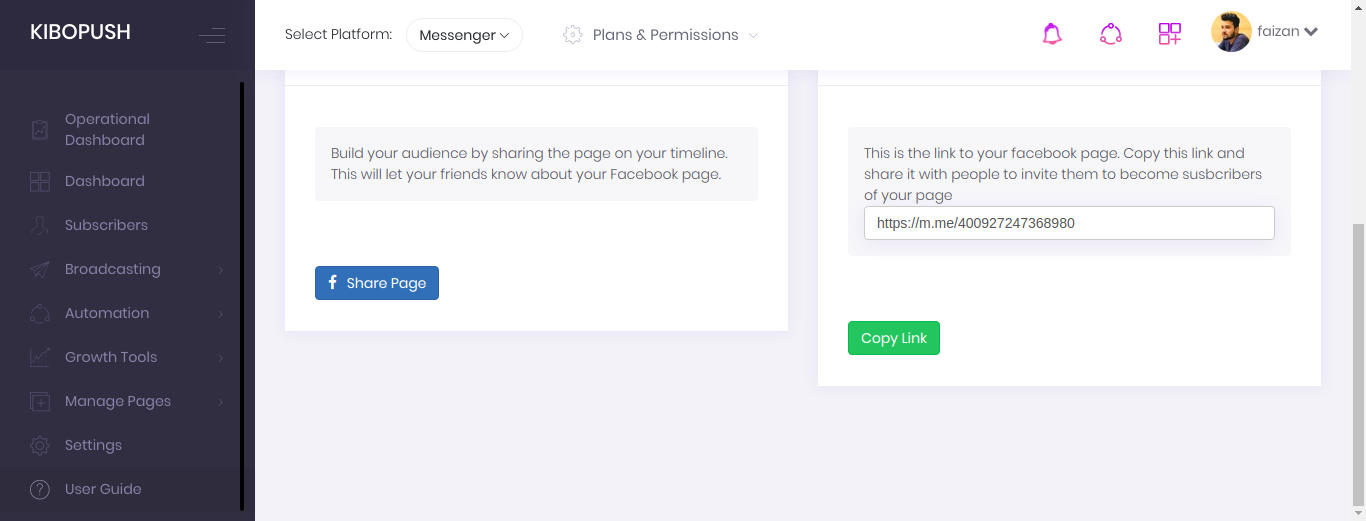 KIBOPUSH
Select Platform:
Messenger
Plans & Permissions
faizan
Operational
Dashboard
Dashboard
Subscribers
Broadcasting
Automation
Growth Tools
Manage Pages
Settings
User Guide
Build your audience by sharing the page on your timeline.
This will let your friends know about your Facebook page.
Share Page
This is the link to your facebook page. Copy this link and
share it with people to invite them to become susbcribers
of your page
https://m.me/400927247368980
Copy Link